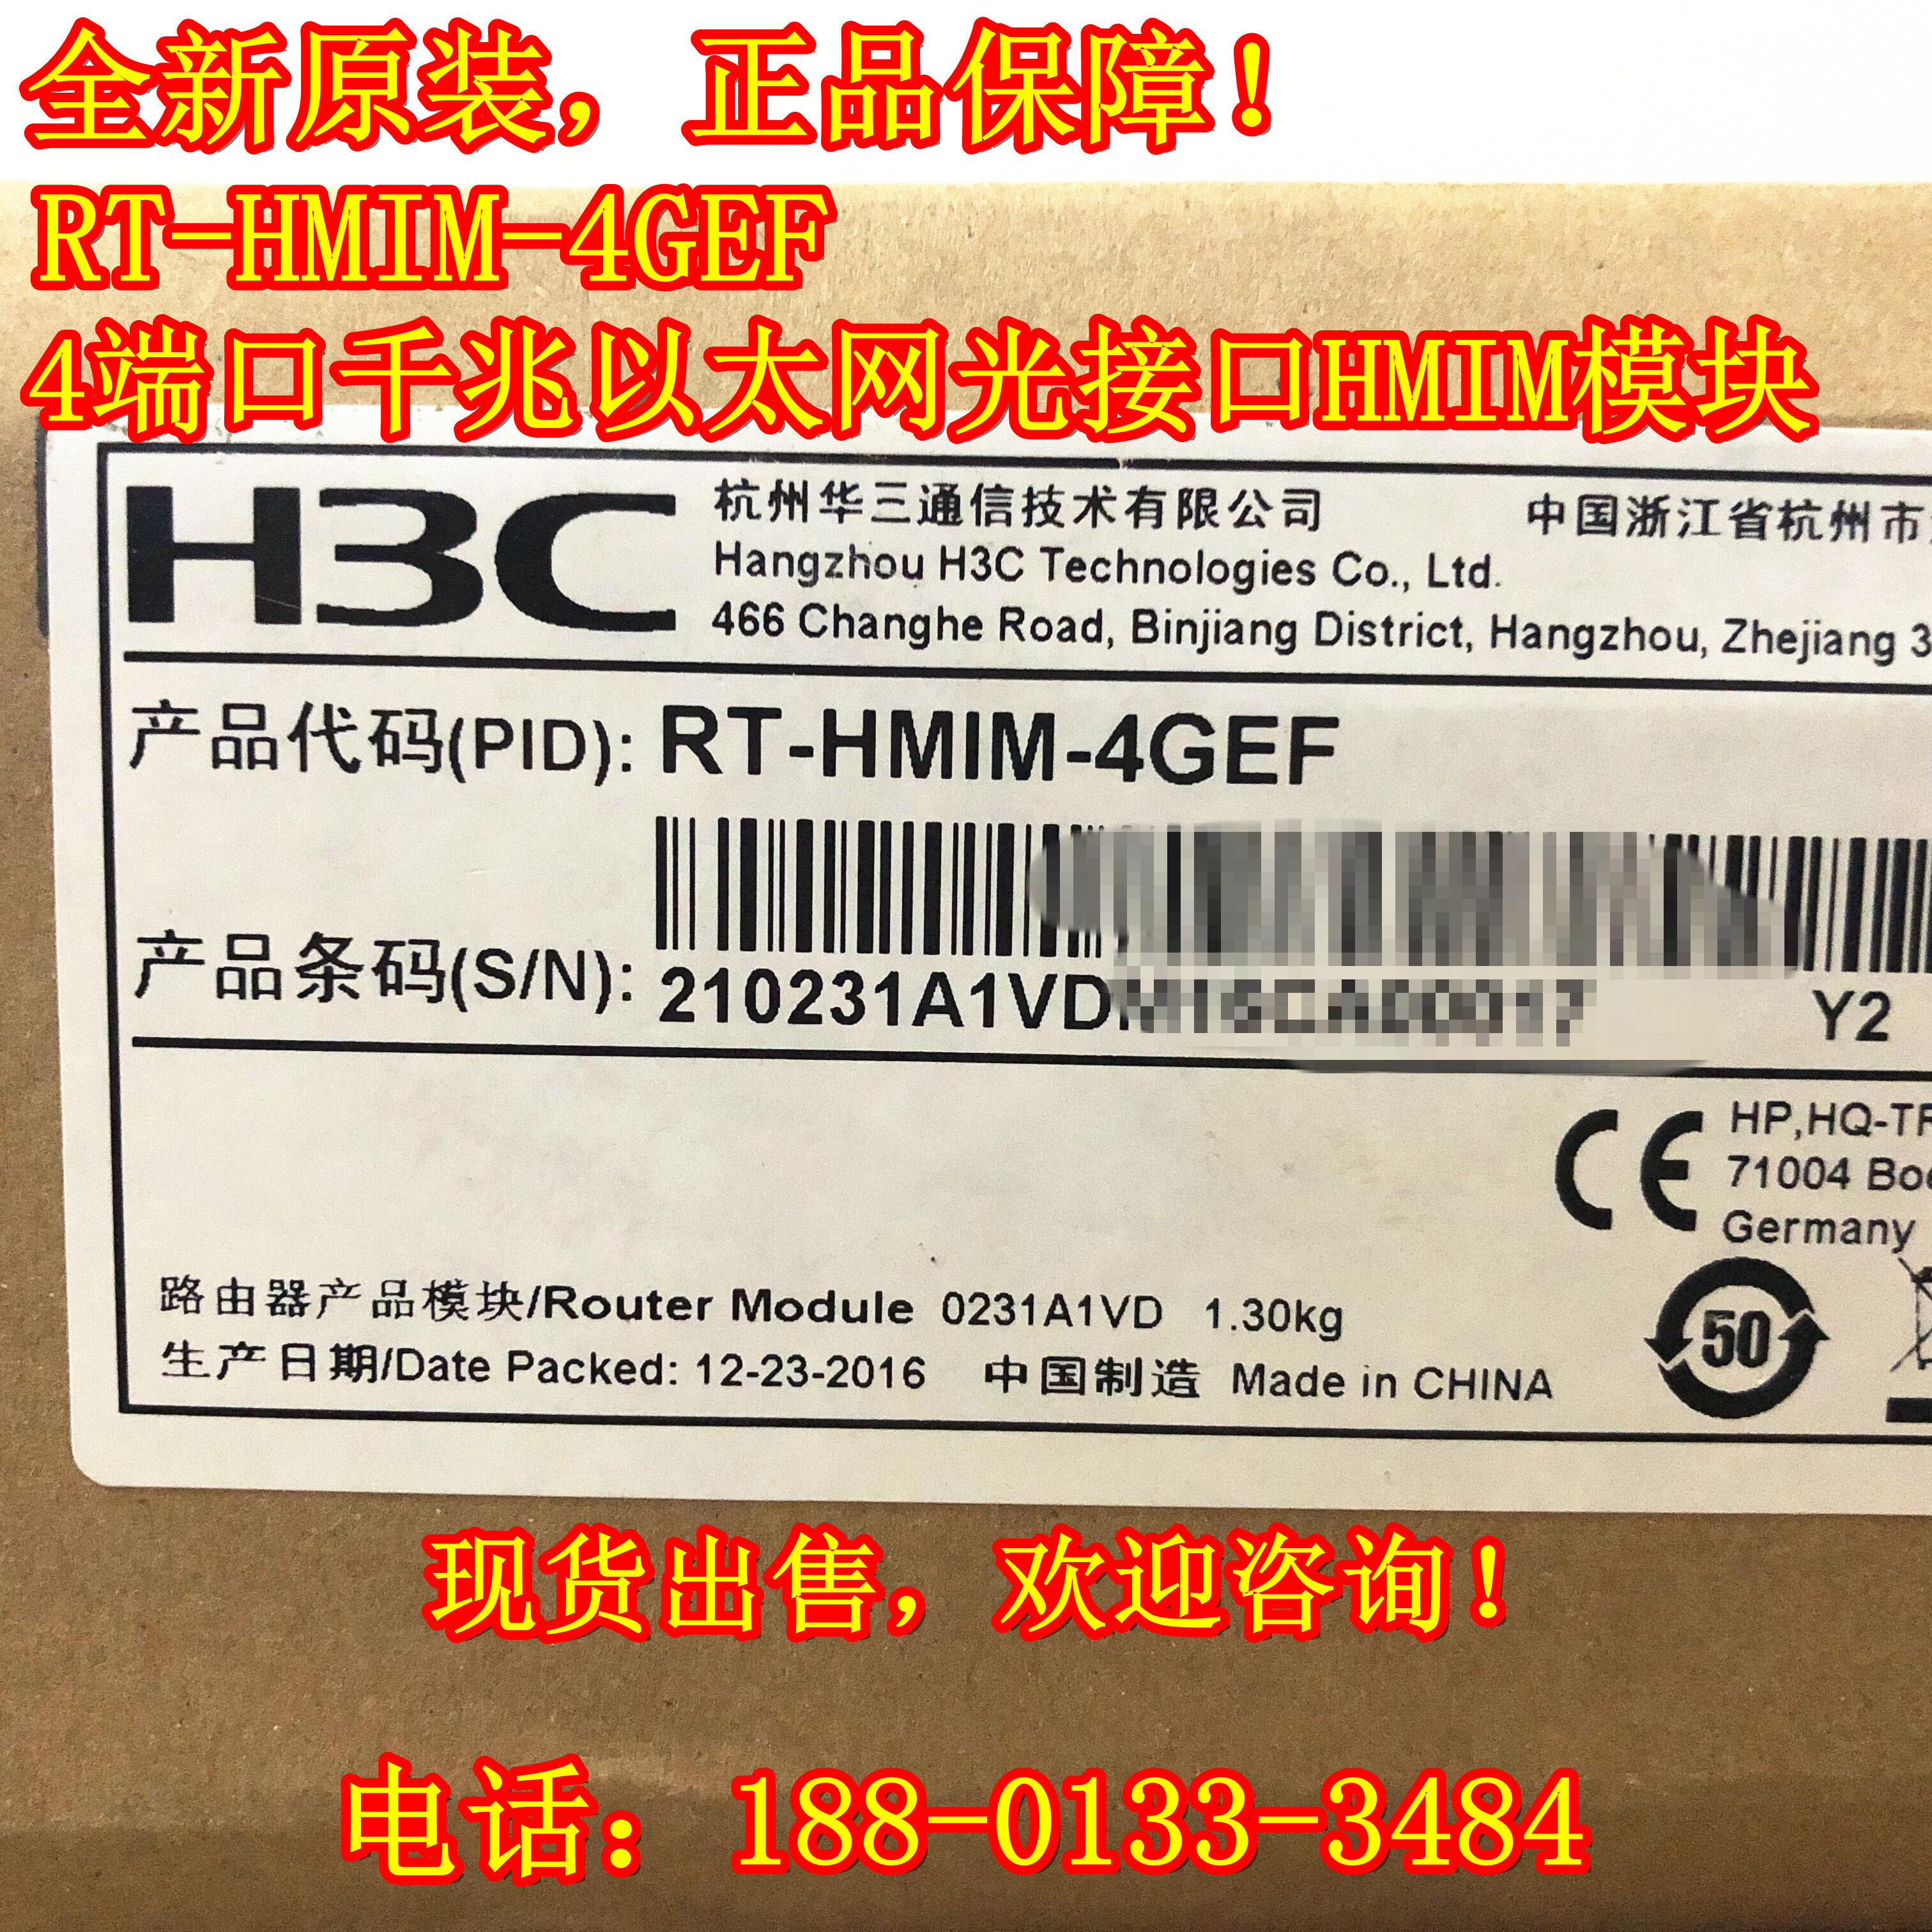 全新原装，正品保障！
RT-HMIM-4GEF
4端口千兆以太网光接口HMIM模块
H3C
杭州华三通信技术有限公司 中国浙江省杭州市
Hangzhou H3C Technologies Co., Ltd.
466 Changhe Road, Binjiang District, Hangzhou, Zhejiang 3
产品代码(PID): RT-HMIM-4GEF
产品条码(S/N): 210231A1VD Y2
CE HP,HQ-TR
71004 Boe
Germany
路由器产品模块/Router Module 0231A1VD 1.30kg
生产日期/Date Packed: 12-23-2016 中国制造 Made in CHINA
50
现货出售，欢迎咨询！
电话：188-0133-3484